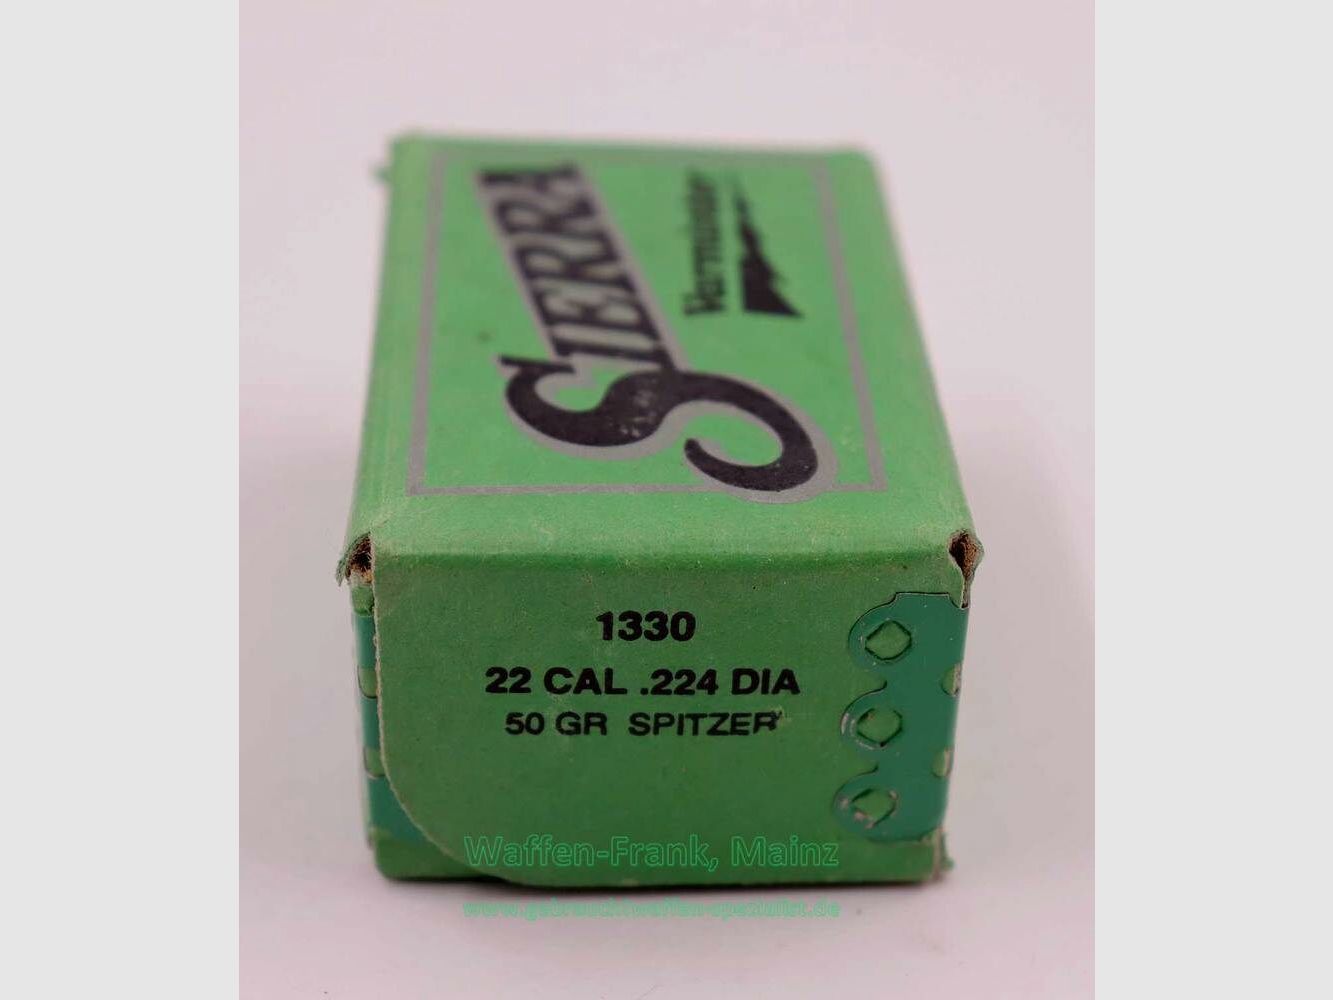 SIERRA
Varminter
1330
22 CAL .224 DIA
50 GR SPITZER
Waffen-Frank, Mainz
www.gebrauchtwaffen-spezialist.de